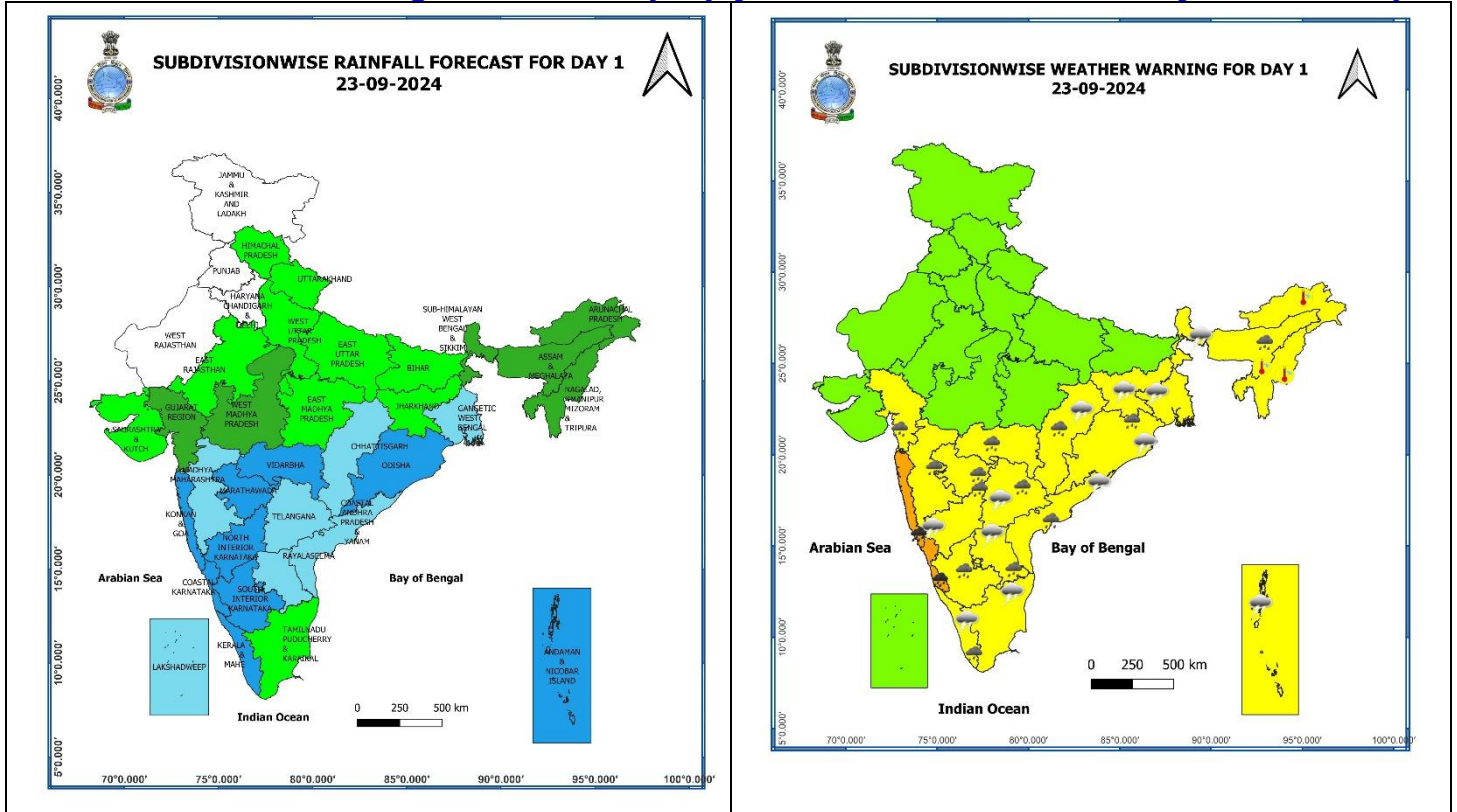 SUBDIVISIONWISE RAINFALL FORECAST FOR DAY 1
23-09-2024
40°0.000'
35°0.000'
30°0.000'
25°0.000'
20°0.000'
15°0.000'
10°0.000'
5°0.000'
JAMMU
&
KASHMIR
AND
LADAKH
HIMACHAL
PRADESH
PUNJAB
UTTARAKHAND
HARYANA
CHANDIGARH
&
DELHI
WEST
UTTAR
PRADESH
SUB-HIMALAYAN
WEST
BENGAL
&
SIKKIM
ARUNACHAL
PRADESH
WEST
RAJASTHAN
EAST
RAJASTHAN
EAST
UTTAR
PRADESH
BIHAR
ASSAM
&
MEGHALAYA
NAGALAD,
MANIPUR
MIZORAM
&
TRIPURA
GUJARAT
REGION
WEST
MADHYA
PRADESH
EAST
MADHYA
PRADESH
JHARKHAND
GANGETIC
WEST
BENGAL
SAURASHTRA
&
KUTCH
CHHATTISGARH
ODISHA
VIDARBHA
MADHYA
MAHARASHTRA
MARATHAWADA
KONKAN
&
GOA
TELANGANA
COASTAL
ANDHRA
PRADESH
&
YANAM
NORTH
INTERIOR
KARNATAKA
RAYALASEEMA
Arabian Sea
Bay of Bengal
COASTAL
KARNATAKA
SOUTH
INTERIOR
KARNATAKA
TAMILNADU
PUDUCHERRY
&
KARAIKAL
KERALA
&
MAHE
LAKSHADWEEP
ANDAMAN
&
NICOBAR
ISLAND
0 250 500 km
Indian Ocean
70°0.000' 75°0.000' 80°0.000' 85°0.000' 90°0.000' 95°0.000' 100°0.000'
SUBDIVISIONWISE WEATHER WARNING FOR DAY 1
23-09-2024
40°0.000'
35°0.000'
30°0.000'
25°0.000'
20°0.000'
15°0.000'
10°0.000'
5°0.000'
Arabian Sea
Bay of Bengal
0 250 500 km
Indian Ocean
70°0.000' 75°0.000' 80°0.000' 85°0.000' 90°0.000' 95°0.000' 100°0.000'